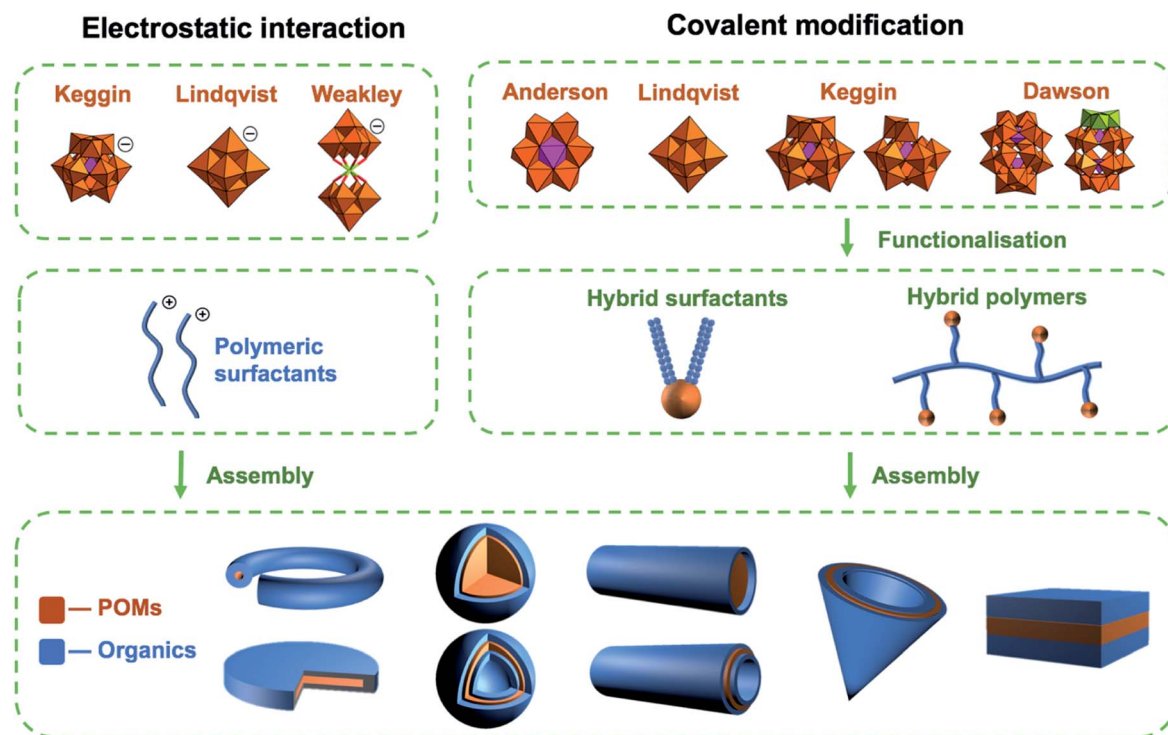 Electrostatic interaction
Covalent modification
Keggin
Lindqvist
Weakley
Anderson
Lindqvist
Keggin
Dawson
Functionalisation
Polymeric
surfactants
Hybrid surfactants
Hybrid polymers
Assembly
Assembly
— POMs
— Organics